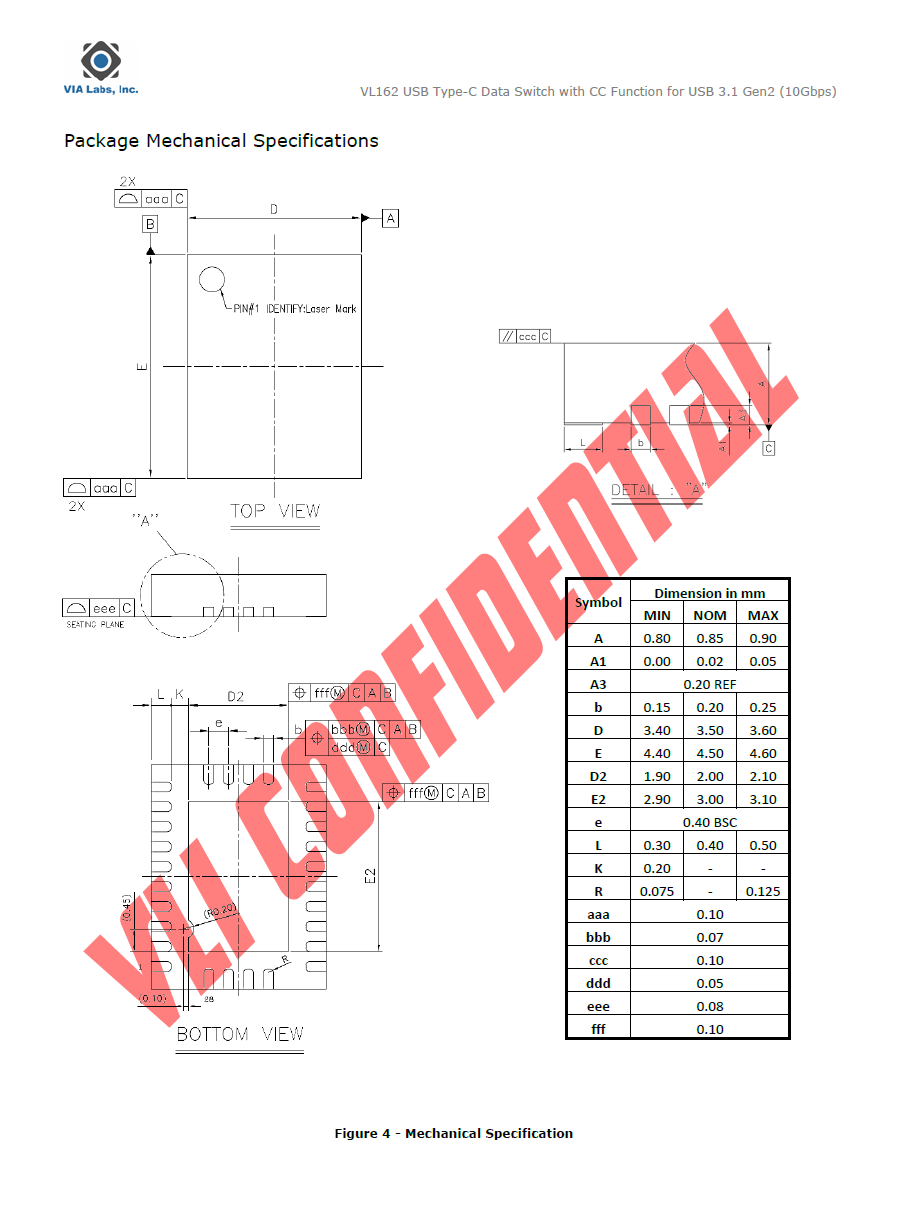 VIA Labs, Inc.
VL162 USB Type-C Data Switch with CC Function for USB 3.1 Gen2 (10Gbps)
Package Mechanical Specifications
2X
aaa C
D
A
B
PIN#1 IDENTIFY:Laser Mark
E
aaa C
2X
TOP VIEW
// ccc C
A
A3
A1
L
b
C
DETAIL : "A"
"A"
eee C
SEATING PLANE
L K D2
fff Ⓜ C A B
e
b
bbb Ⓜ C A B
ddd Ⓜ C
fff Ⓜ C A B
E2
(0.45)
(R0.20)
R
(0.10)
28
BOTTOM VIEW
Symbol Dimension in mm
MIN NOM MAX
A 0.80 0.85 0.90
A1 0.00 0.02 0.05
A3 0.20 REF
b 0.15 0.20 0.25
D 3.40 3.50 3.60
E 4.40 4.50 4.60
D2 1.90 2.00 2.10
E2 2.90 3.00 3.10
e 0.40 BSC
L 0.30 0.40 0.50
K 0.20 - -
R 0.075 - 0.125
aaa 0.10
bbb 0.07
ccc 0.10
ddd 0.05
eee 0.08
fff 0.10
VLI CONFIDENTIAL
Figure 4 - Mechanical Specification